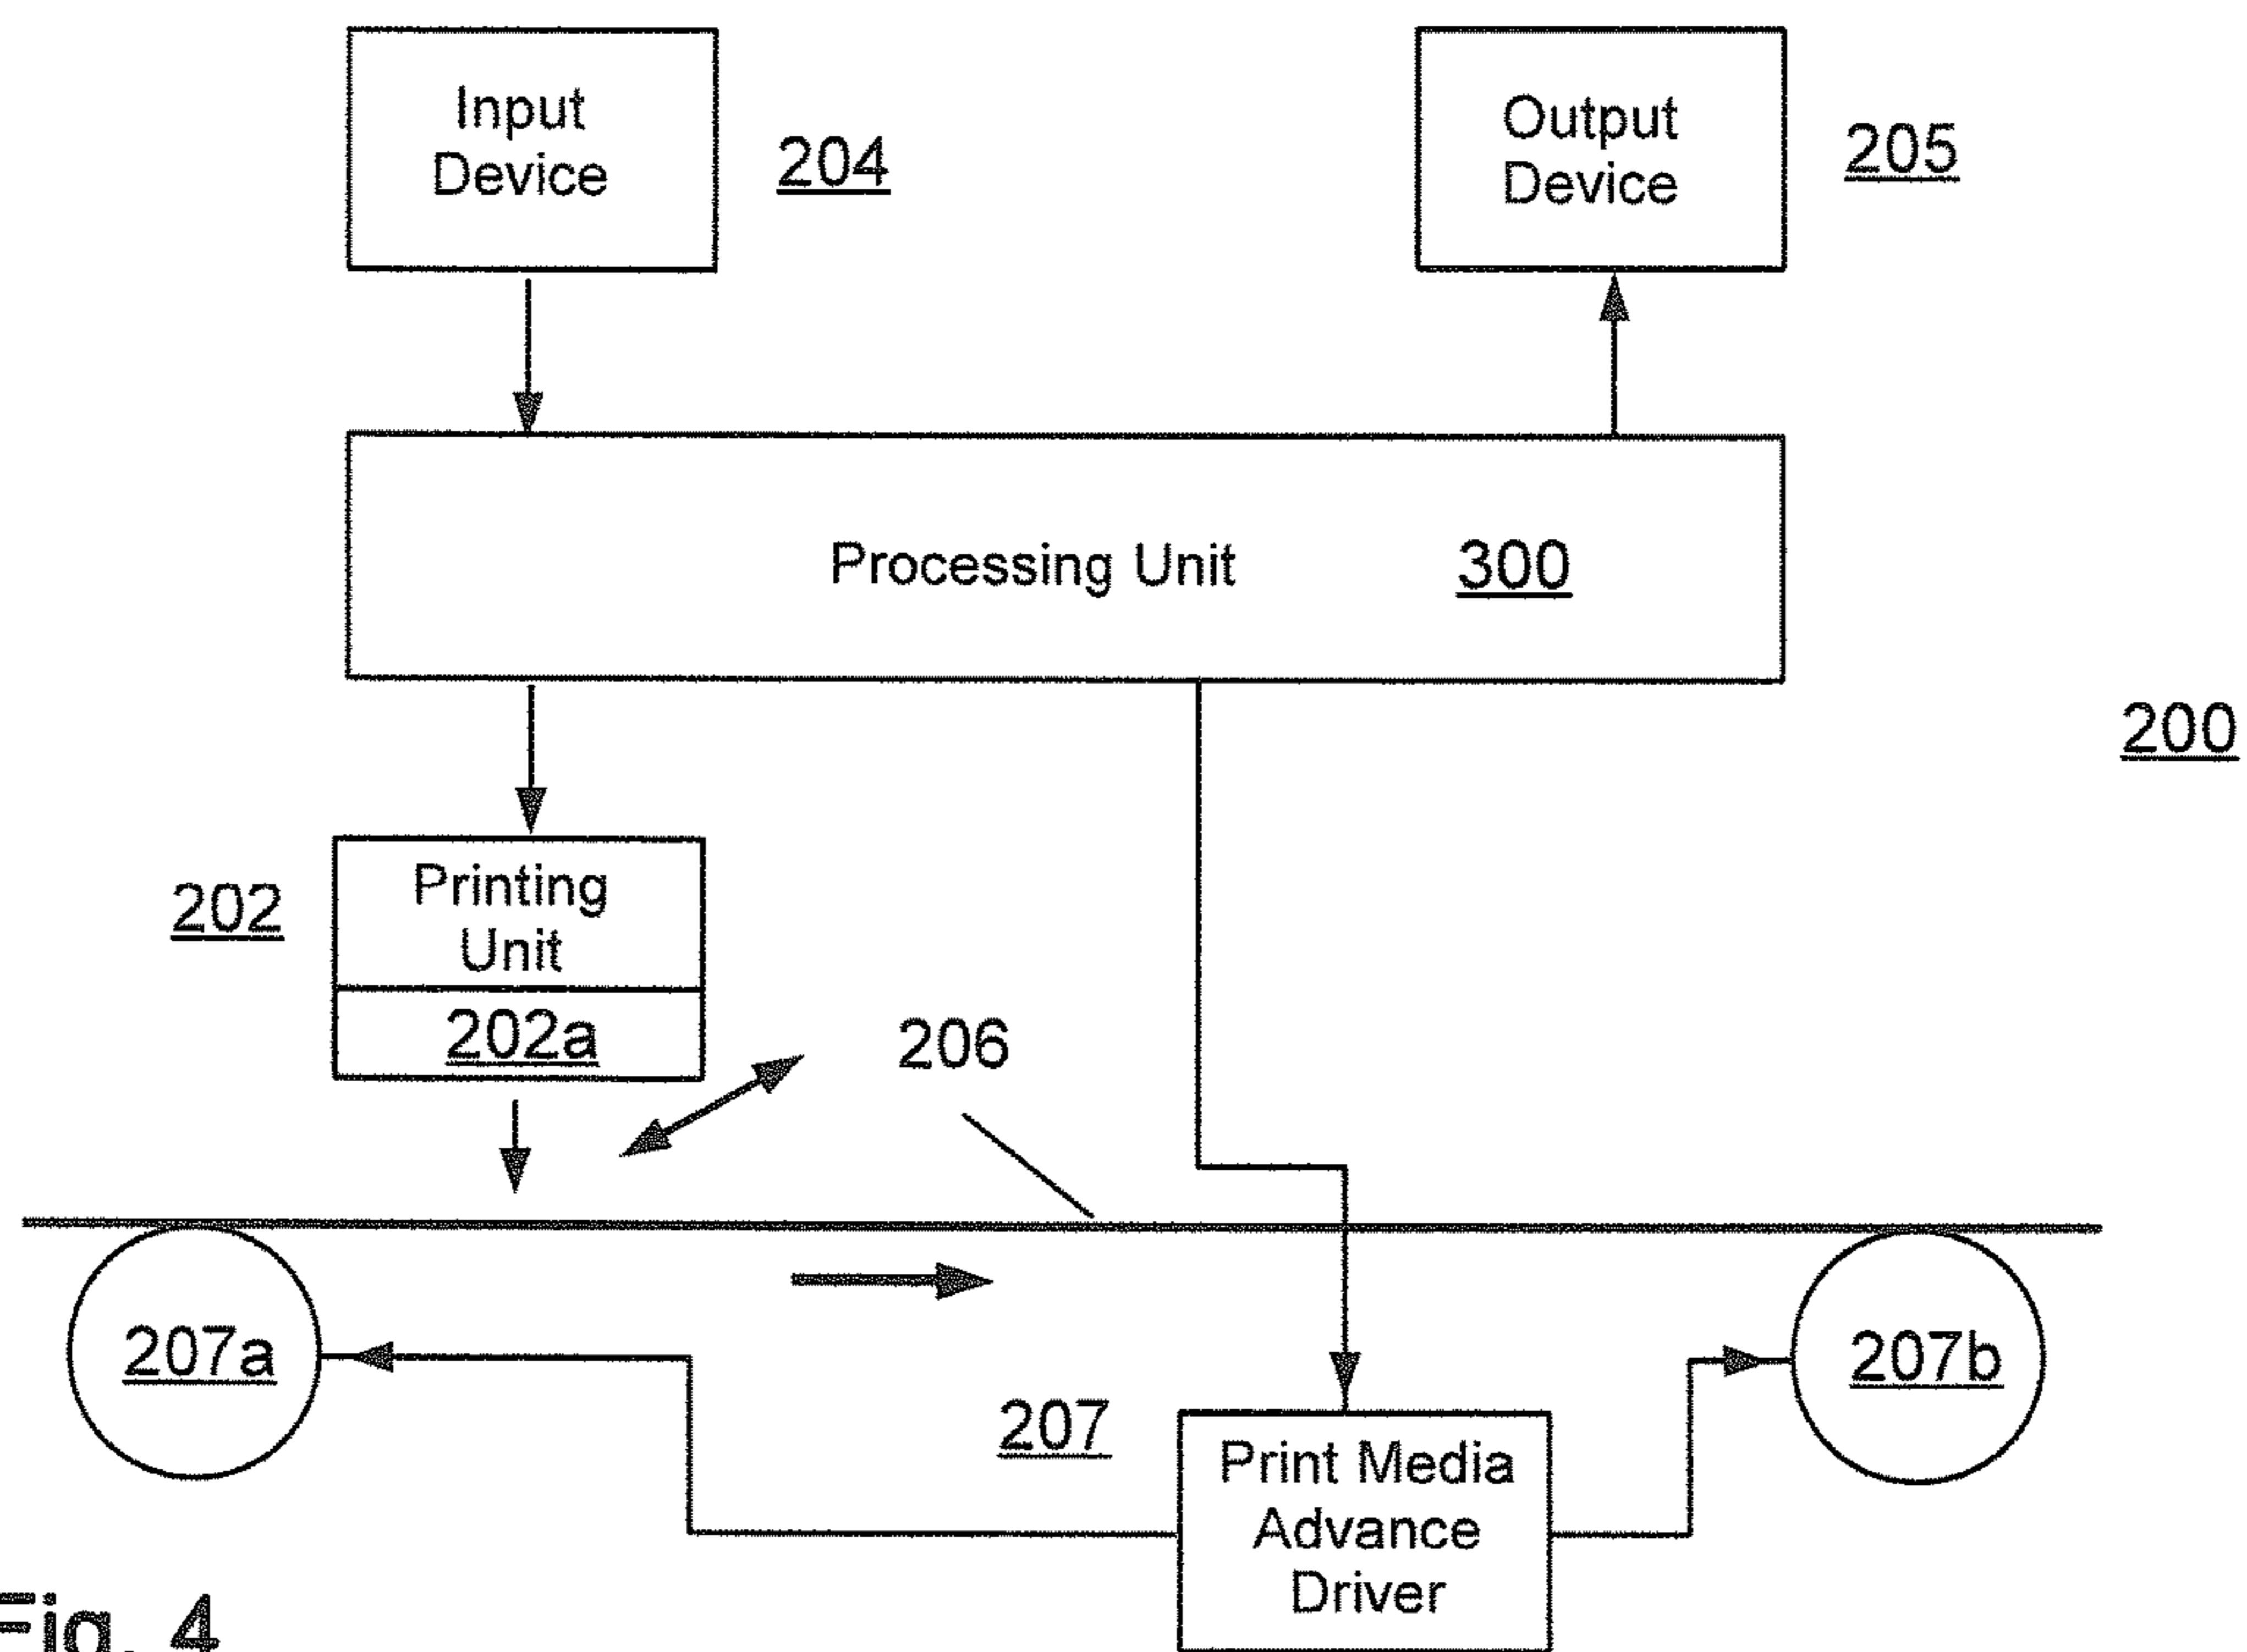 Input
Device
204
Output
Device
205
Processing Unit 300
200
202
Printing
Unit
202a
206
207a
207b
207
Print Media
Advance
Driver
Fig. 4